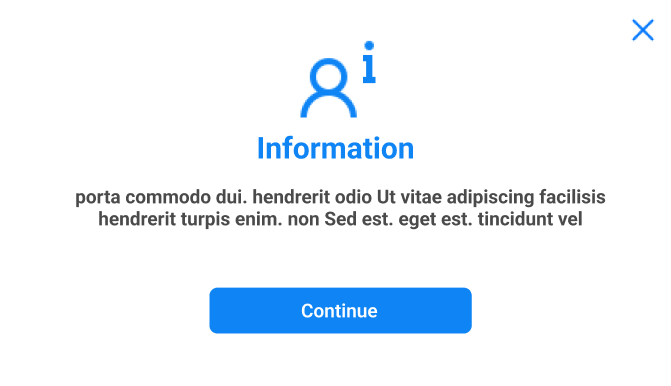 Information
porta commodo dui. hendrerit odio Ut vitae adipiscing facilisis
hendrerit turpis enim. non Sed est. eget est. tincidunt vel
Continue